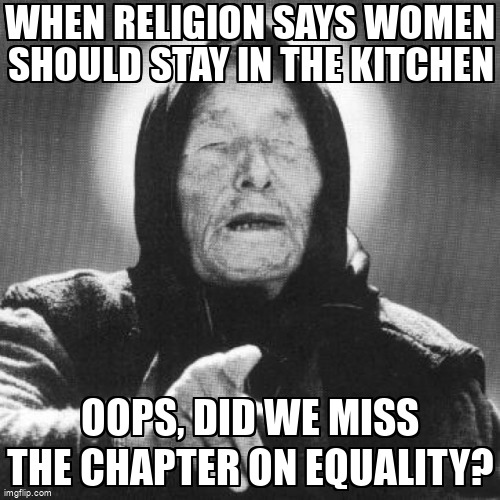 WHEN RELIGION SAYS WOMEN
SHOULD STAY IN THE KITCHEN
OOPS, DID WE MISS
THE CHAPTER ON EQUALITY?
imgflip.com